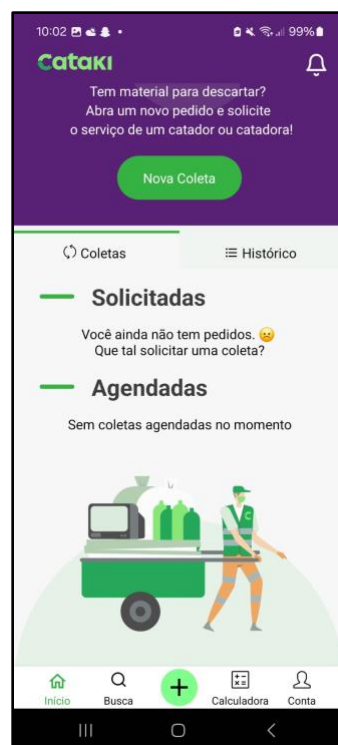 10:02 99%
Cataki
Tem material para descartar?
Abra um novo pedido e solicite
o serviço de um catador ou catadora!
Nova Coleta
Coletas Histórico
Solicitadas
Você ainda não tem pedidos. 😟
Que tal solicitar uma coleta?
Agendadas
Sem coletas agendadas no momento
Início Busca Calculadora Conta